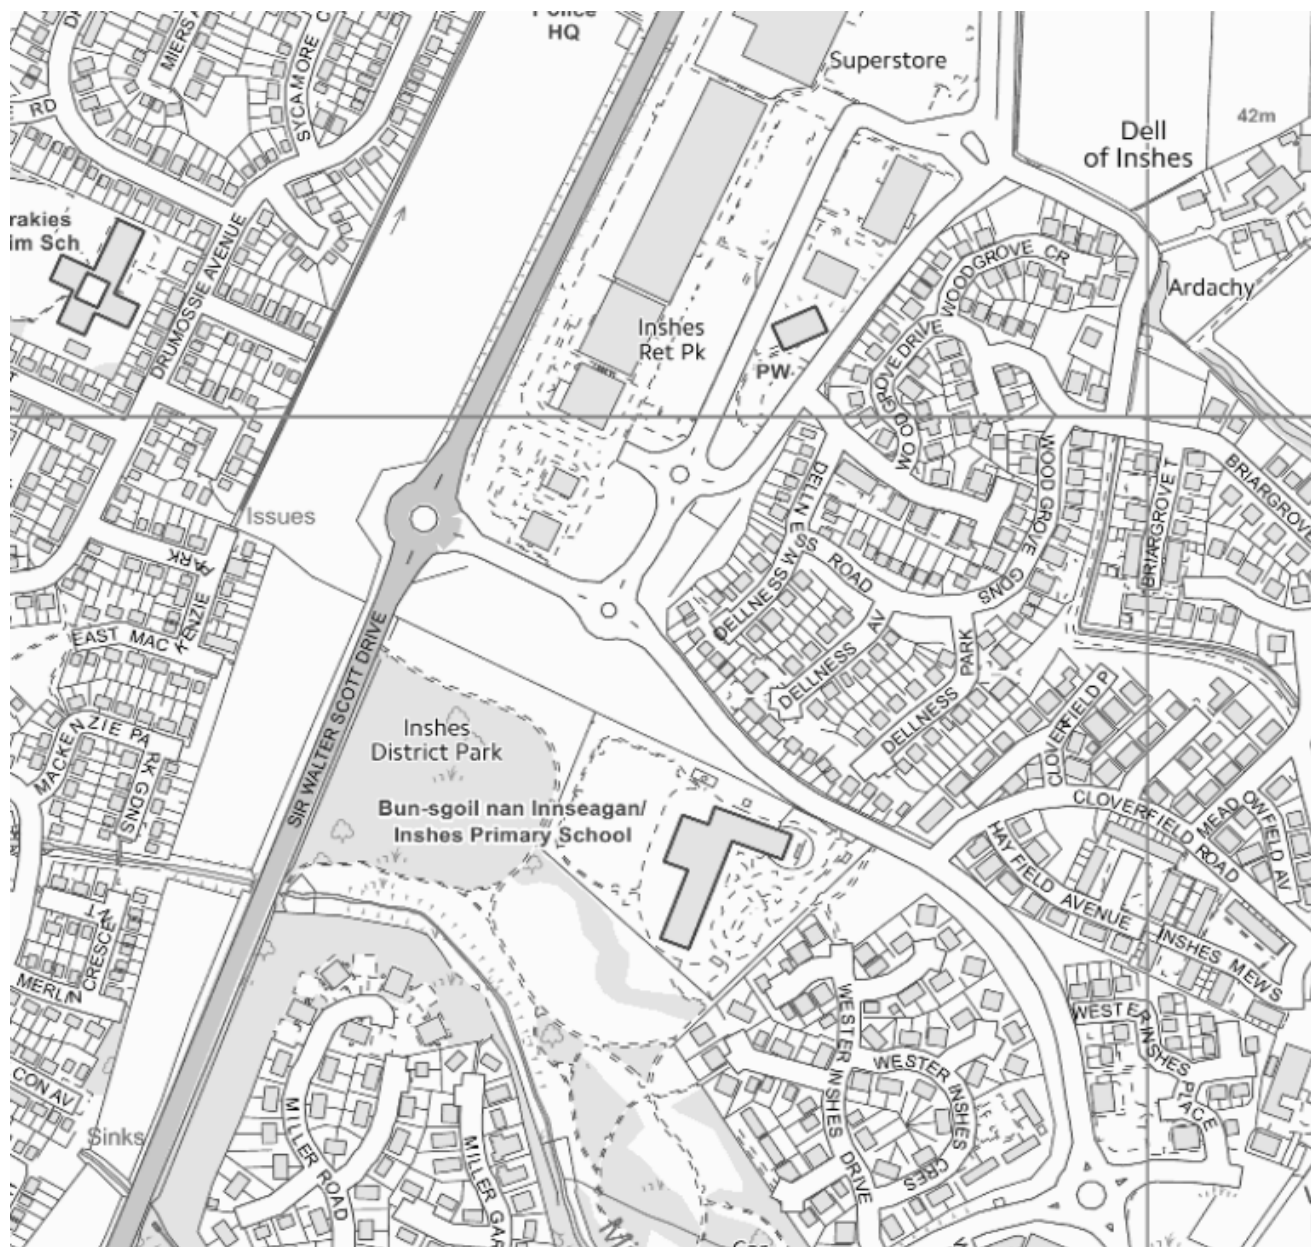 HQ
Superstore
MIERS
SYCAMORE C
RD
42m
Dell
of Inshes
rakies
im Sch
DRUMOSSIE AVENUE
WOODGROVE CR
Ardachy
Inshes
Ret Pk
WOODGROVE DRIVE
PW
WOODGROVE GDNS
DELLNESS WAY
BRIARGROVE T
BRIARGROVE
Issues
DELLNESS ROAD
PARK
EAST MACKENZIE
DELLNESS AV
DELLNESS PARK
SIR WALTER SCOTT DRIVE
MACKENZIE PARK GDNS
Inshes
District Park
CLOVERFIELD P
Bun-sgoil nan Innseagan/
Inshes Primary School
CLOVERFIELD ROAD
MEADOWFIELD AV
HAYFIELD AVENUE
INSHES MEWS
MERLIN CRESCENT
WESTER INSHES PLACE
WESTER INSHES DRIVE
WESTER INSHES CRES
CON AV
Sinks
MILLER ROAD
MILLER GAR